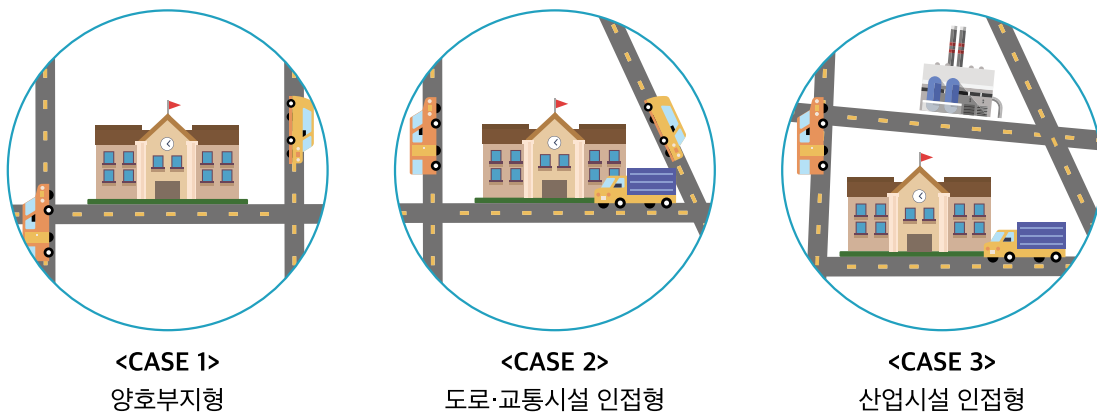 <CASE 1>
양호부지형
<CASE 2>
도로·교통시설 인접형
<CASE 3>
산업시설 인접형